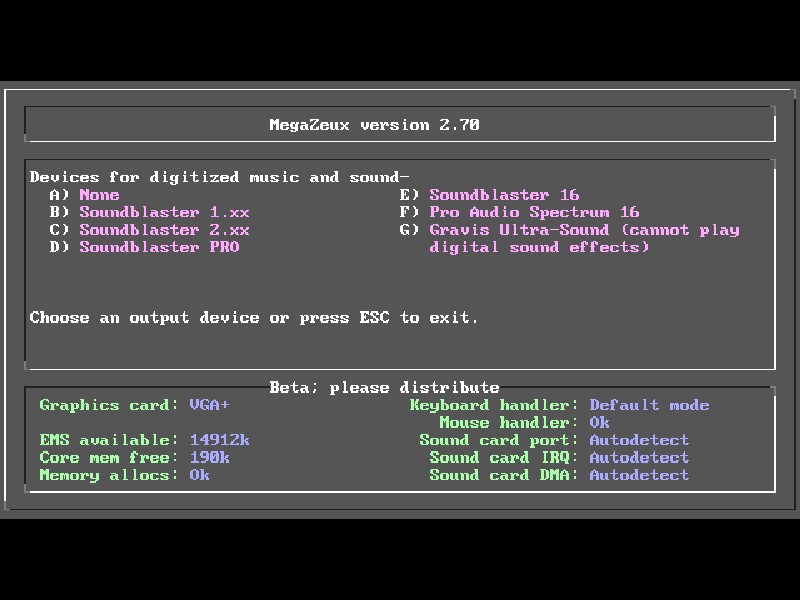 MegaZeux version 2.70
Devices for digitized music and sound-
A) None
B) Soundblaster 1.xx
C) Soundblaster 2.xx
D) Soundblaster PRO
E) Soundblaster 16
F) Pro Audio Spectrum 16
G) Gravis Ultra-Sound (cannot play
digital sound effects)
Choose an output device or press ESC to exit.
Beta; please distribute
Graphics card: VGA+
EMS available: 14912k
Core mem free: 190k
Memory allocs: Ok
Keyboard handler: Default mode
Mouse handler: Ok
Sound card port: Autodetect
Sound card IRQ: Autodetect
Sound card DMA: Autodetect